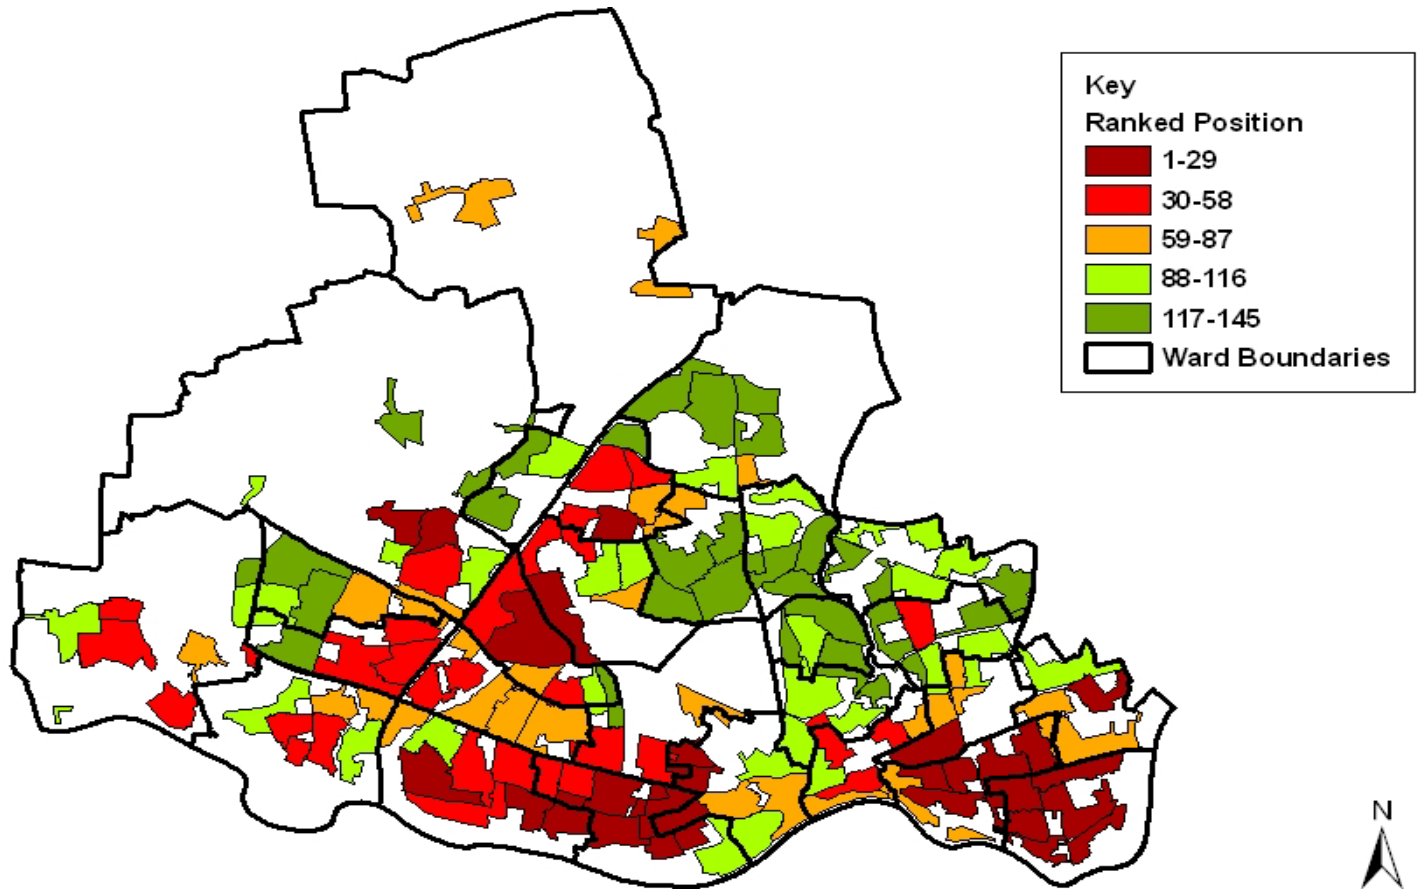 Key
Ranked Position
1-29
30-58
59-87
88-116
117-145
Ward Boundaries
N